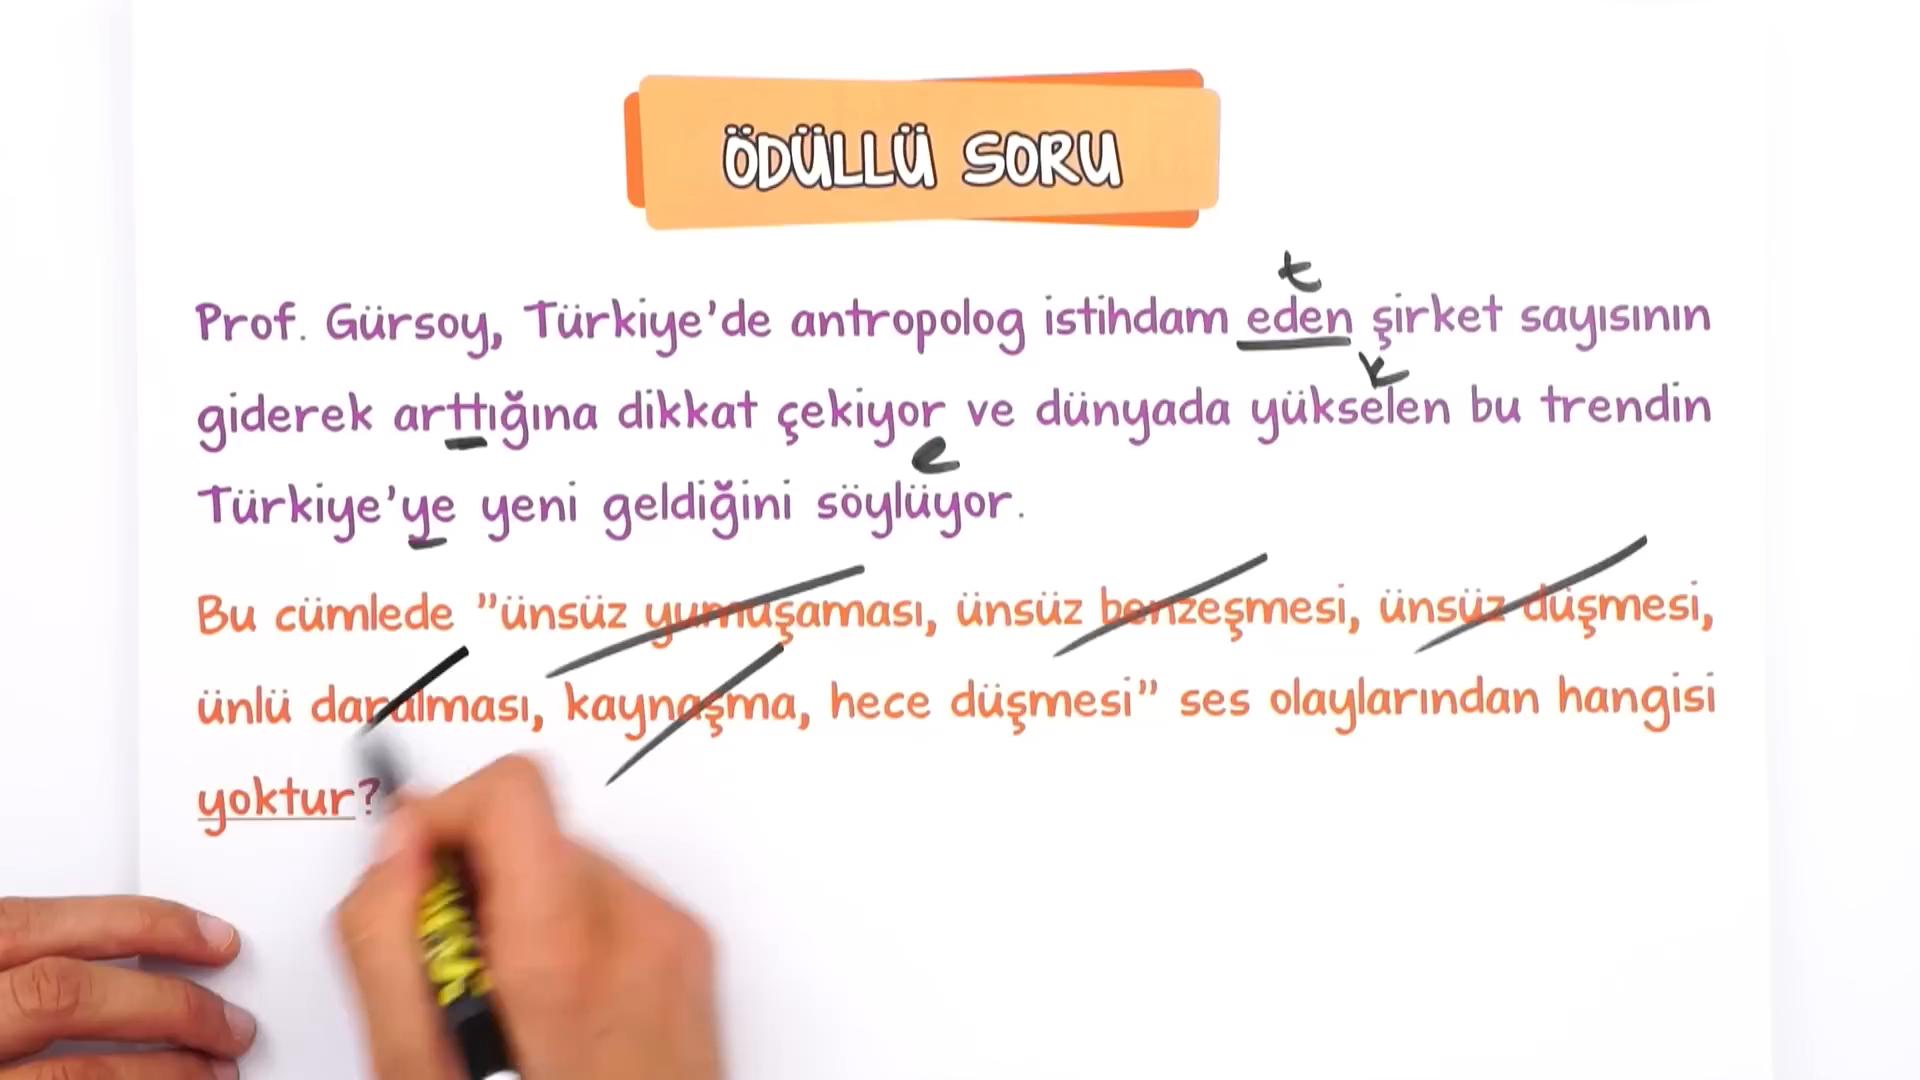 ÖDÜLLÜ SORU
t
Prof. Gürsoy, Türkiye'de antropolog istihdam eden şirket sayısının
k
giderek arttığına dikkat çekiyor ve dünyada yükselen bu trendin
e
Türkiye'ye yeni geldiğini söylüyor.
Bu cümlede "ünsüz yumuşaması, ünsüz benzeşmesi, ünsüz düşmesi,
ünlü daralması, kaynaşma, hece düşmesi" ses olaylarından hangisi
yoktur?